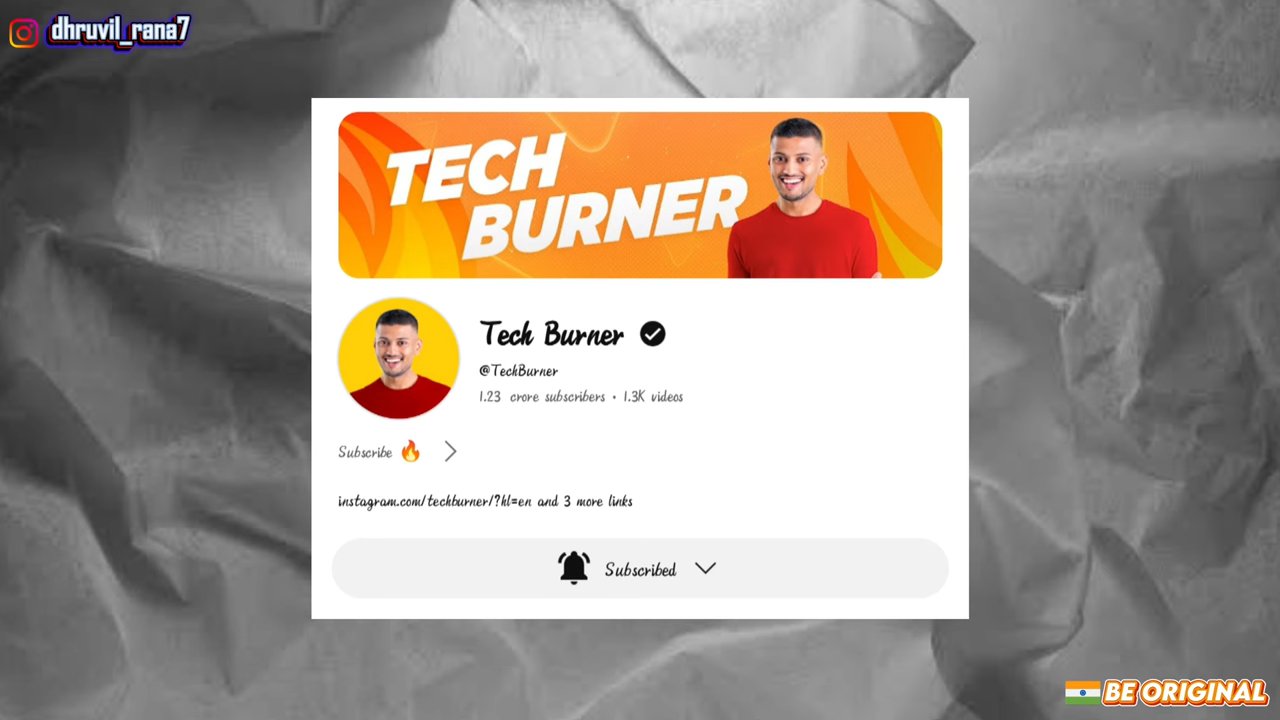 dhruvil_rana7
TECH
BURNER
Tech Burner
@TechBurner
1.23 crore subscribers • 1.3K videos
Subscribe 🔥
instagram.com/techburner/?hl=en and 3 more links
Subscribed
BE ORIGINAL